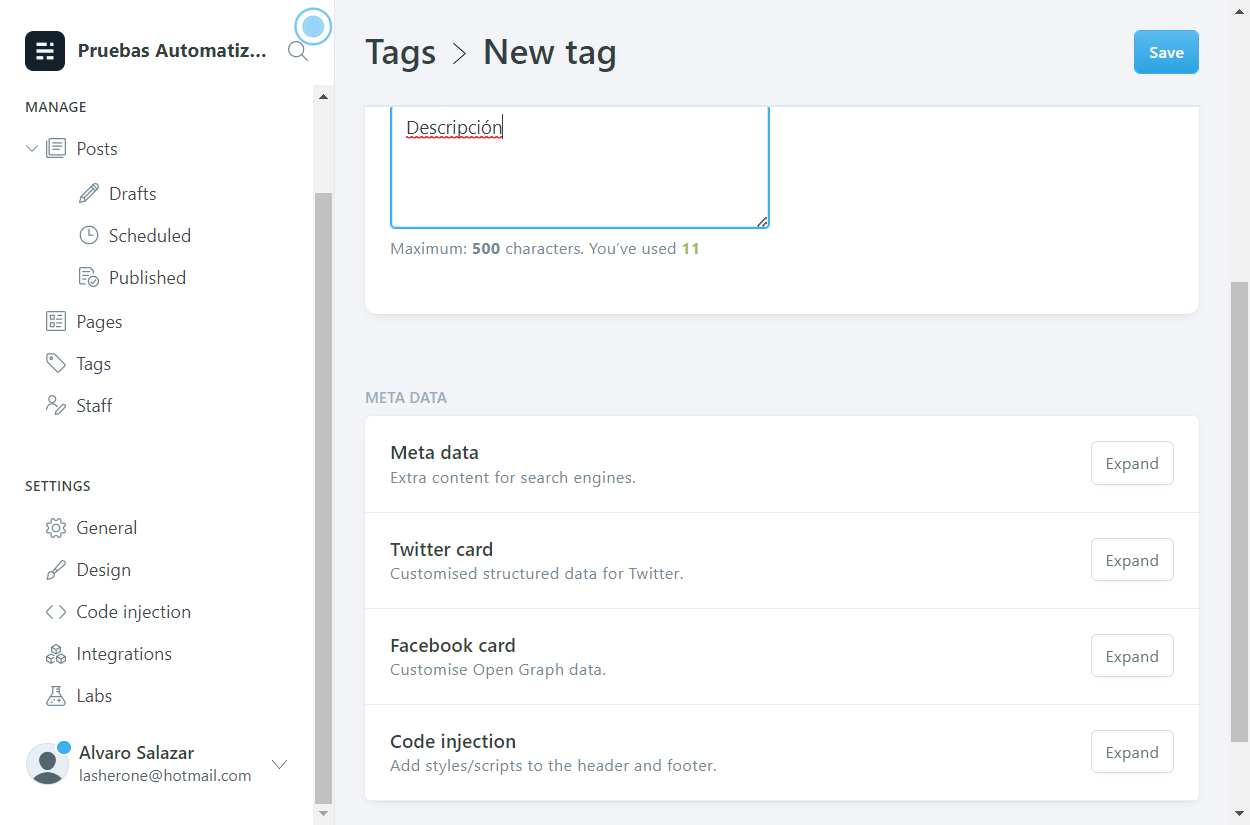 Pruebas Automatiz...
MANAGE
Posts
Drafts
Scheduled
Published
Pages
Tags
Staff
SETTINGS
General
Design
Code injection
Integrations
Labs
Alvaro Salazar
lasherone@hotmail.com
Tags > New tag
Save
Descripción
Maximum: 500 characters. You’ve used 11
META DATA
Meta data
Extra content for search engines.
Expand
Twitter card
Customised structured data for Twitter.
Expand
Facebook card
Customise Open Graph data.
Expand
Code injection
Add styles/scripts to the header and footer.
Expand